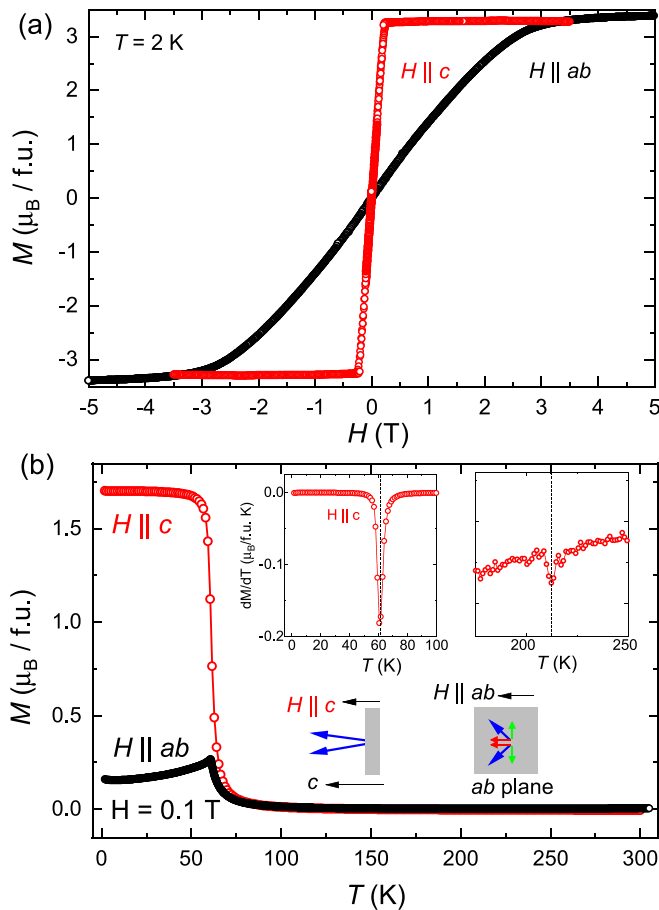 (a)
T = 2 K
H || c
H || ab
M (μB / f.u.)
3
2
1
0
-1
-2
-3
-5 -4 -3 -2 -1 0 1 2 3 4 5
H (T)
(b)
H || c
H || ab
H = 0.1 T
M (μB / f.u.)
1.5
1.0
0.5
0.0
0 50 100 150 200 250 300
T (K)
H || c
dM/dT (μB/f.u. K)
0.0
-0.1
-0.2
0 20 40 60 80 100
T (K)
200 250
T (K)
H || c
c
H || ab
ab plane